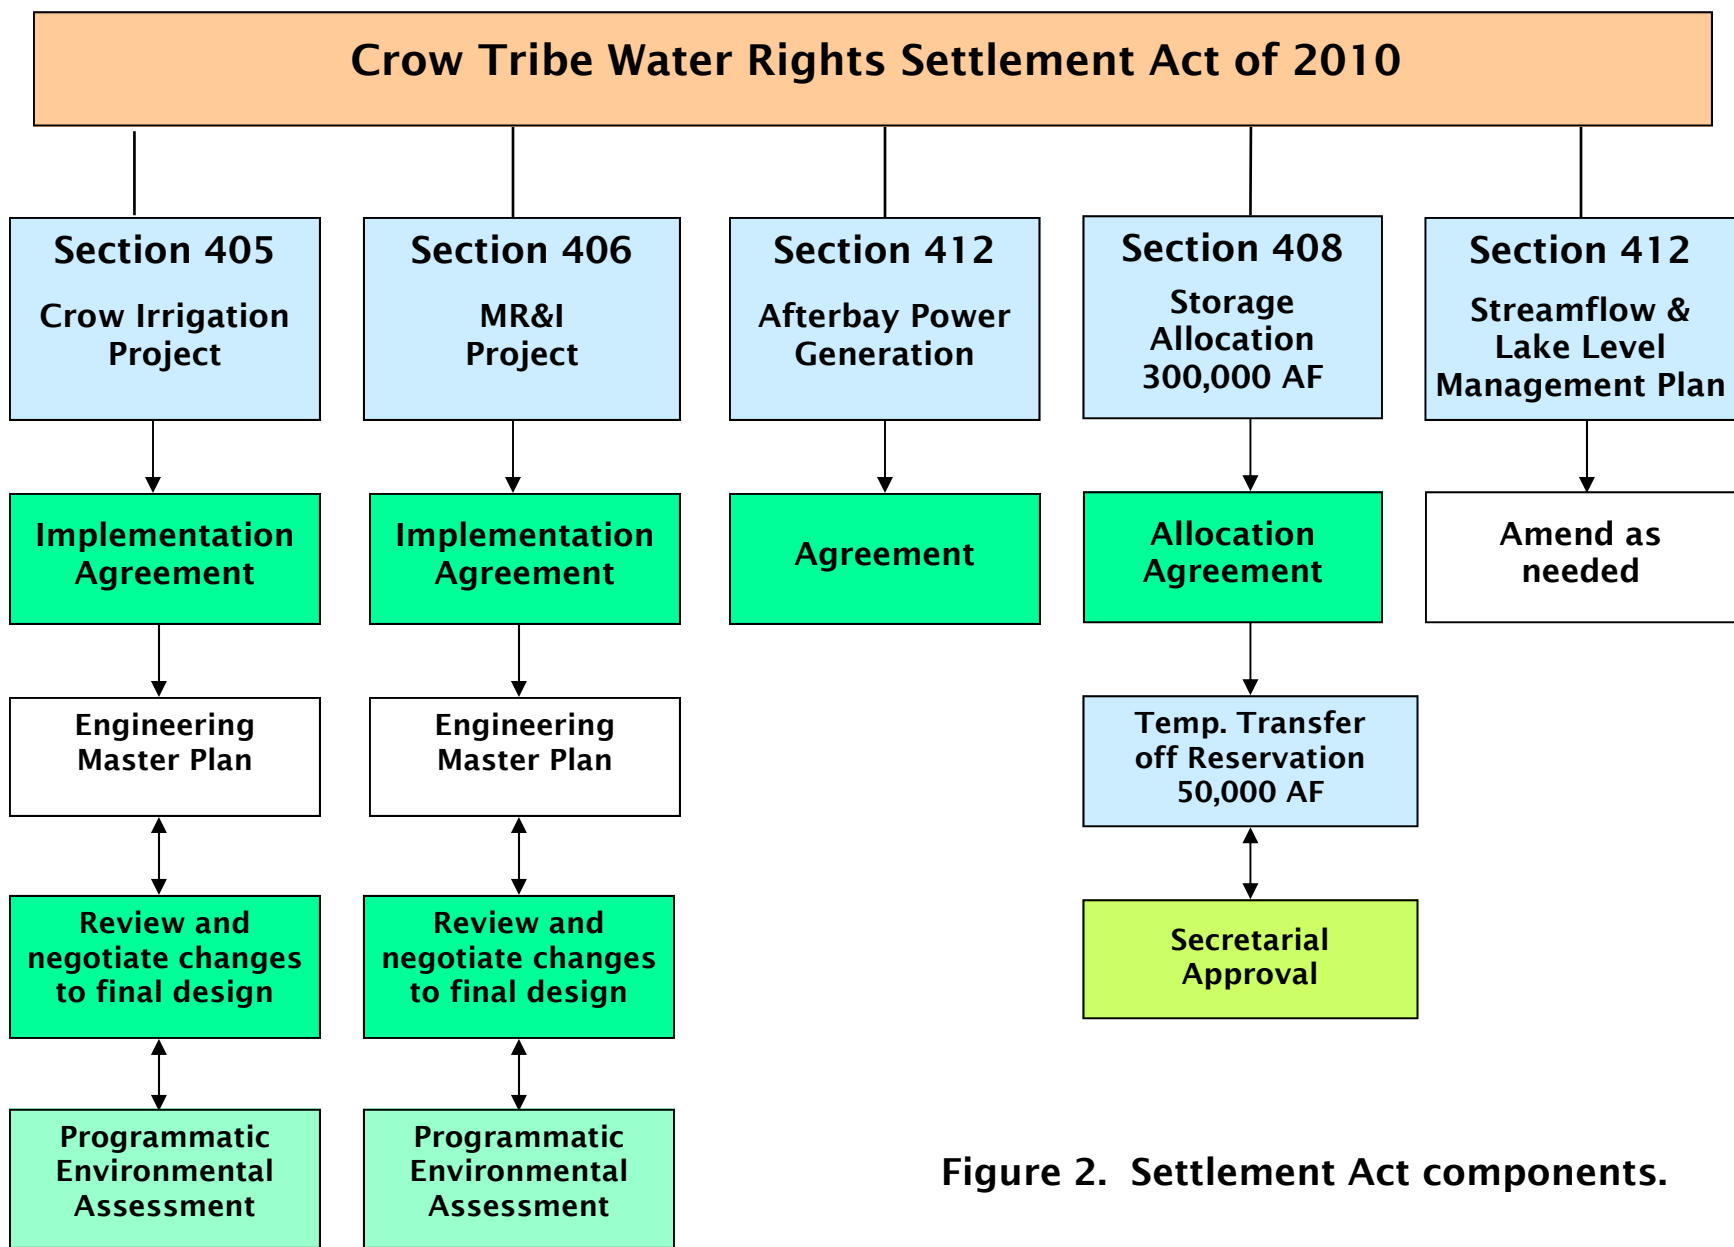 Crow Tribe Water Rights Settlement Act of 2010
Section 405
Crow Irrigation
Project
Section 406
MR&I
Project
Section 412
Afterbay Power
Generation
Section 408
Storage
Allocation
300,000 AF
Section 412
Streamflow &
Lake Level
Management Plan
Implementation
Agreement
Implementation
Agreement
Agreement
Allocation
Agreement
Amend as
needed
Engineering
Master Plan
Engineering
Master Plan
Temp. Transfer
off Reservation
50,000 AF
Review and
negotiate changes
to final design
Review and
negotiate changes
to final design
Secretarial
Approval
Programmatic
Environmental
Assessment
Programmatic
Environmental
Assessment
Figure 2. Settlement Act components.